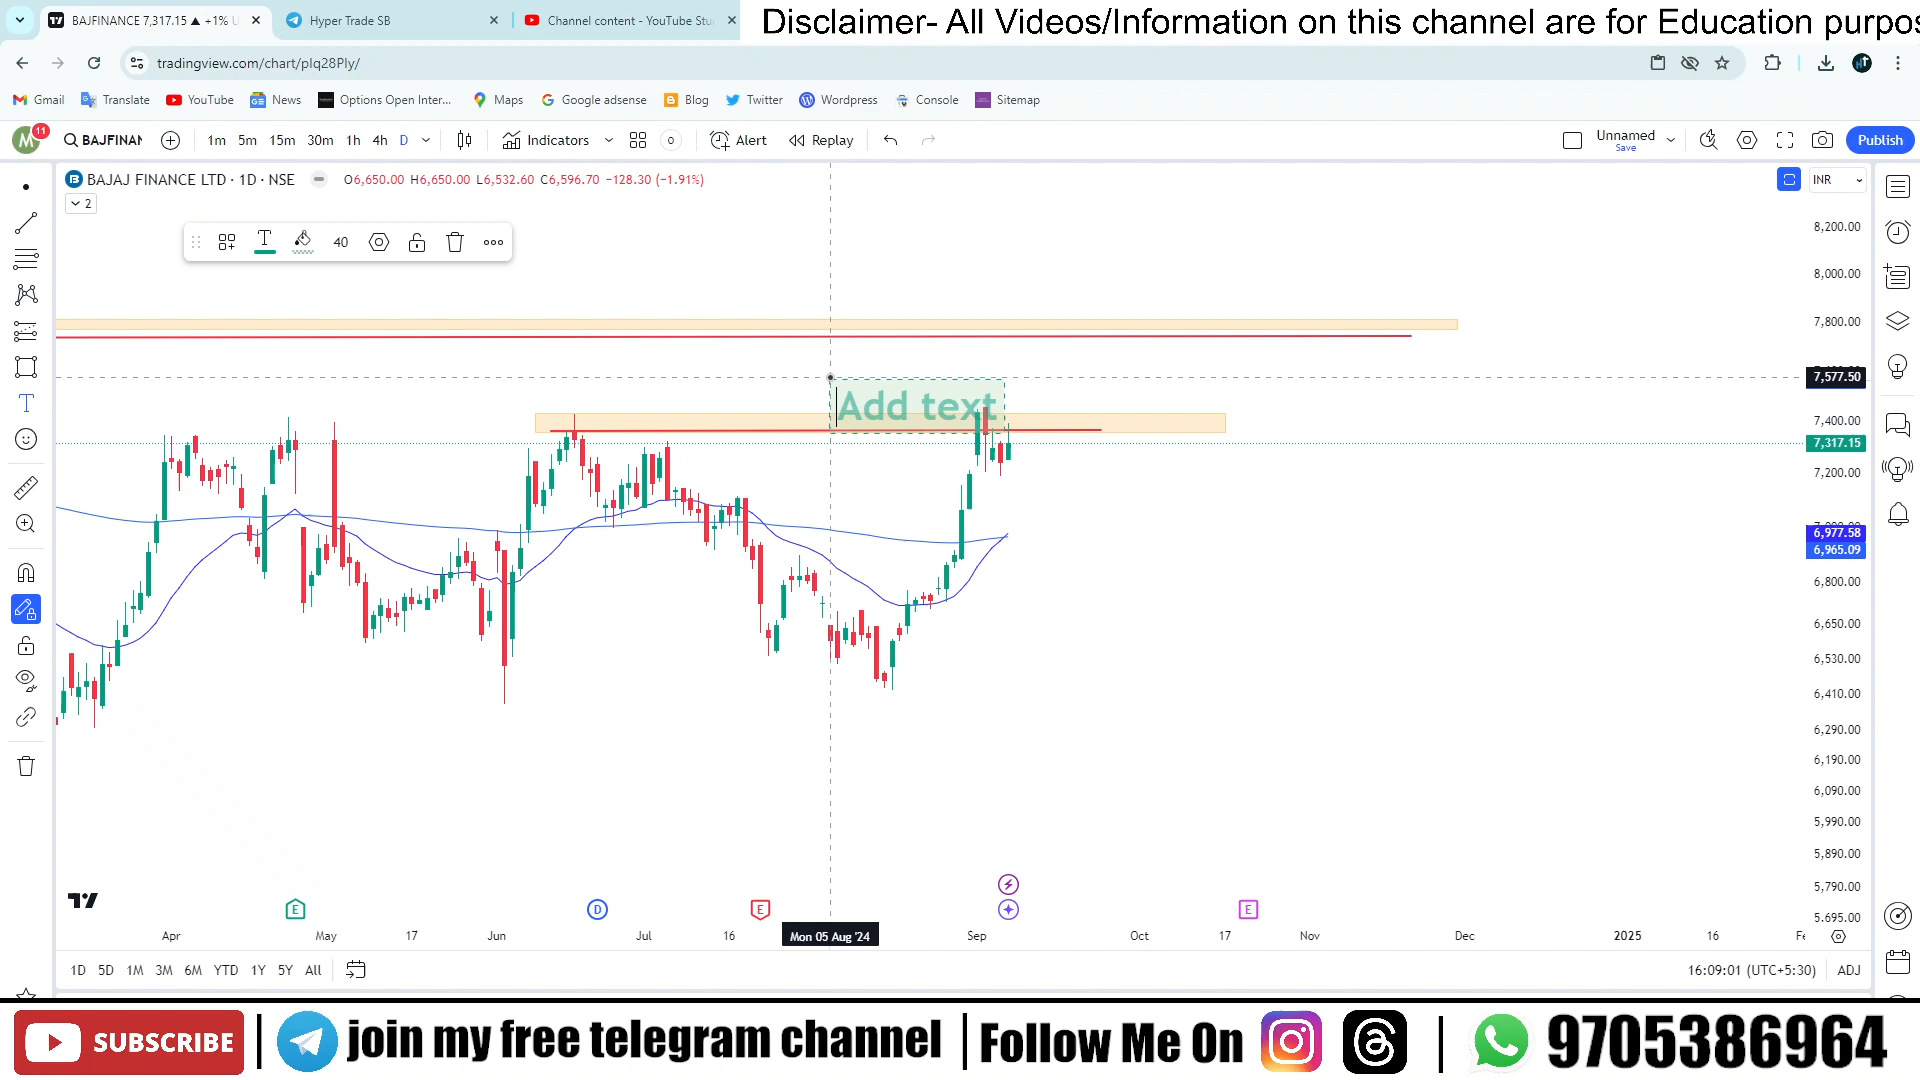 BAJFINANCE 7,317.15 ▲ +1% U
Hyper Trade SB
Channel content - YouTube Stu
Disclaimer- All Videos/Information on this channel are for Education purpos
tradingview.com/chart/pIq28PIy/
Gmail Translate YouTube News Options Open Inter... Maps Google adsense Blog Twitter Wordpress Console Sitemap
M 11 BAJFINAN 1m 5m 15m 30m 1h 4h D Indicators Alert Replay Unnamed Save Publish
BAJAJ FINANCE LTD · 1D · NSE O6,650.00 H6,650.00 L6,532.60 C6,596.70 −128.30 (−1.91%) INR
2
40
8,200.00
8,000.00
7,800.00
7,577.50
Add text
7,400.00
7,317.15
7,200.00
6,977.58
6,965.09
6,800.00
6,650.00
6,530.00
6,410.00
6,290.00
6,190.00
6,090.00
5,990.00
5,890.00
5,790.00
5,695.00
E D E E
Apr May 17 Jun Jul 16 Mon 05 Aug '24 Sep Oct 17 Nov Dec 2025 16 Fe
1D 5D 1M 3M 6M YTD 1Y 5Y All 16:09:01 (UTC+5:30) ADJ
SUBSCRIBE | join my free telegram channel | Follow Me On | 9705386964